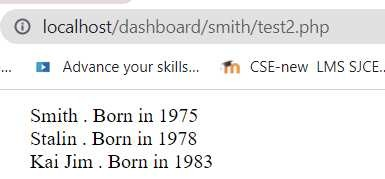 localhost/dashboard/smith/test2.php
... Advance your skills... CSE-new LMS SJCE...
Smith . Born in 1975
Stalin . Born in 1978
Kai Jim . Born in 1983